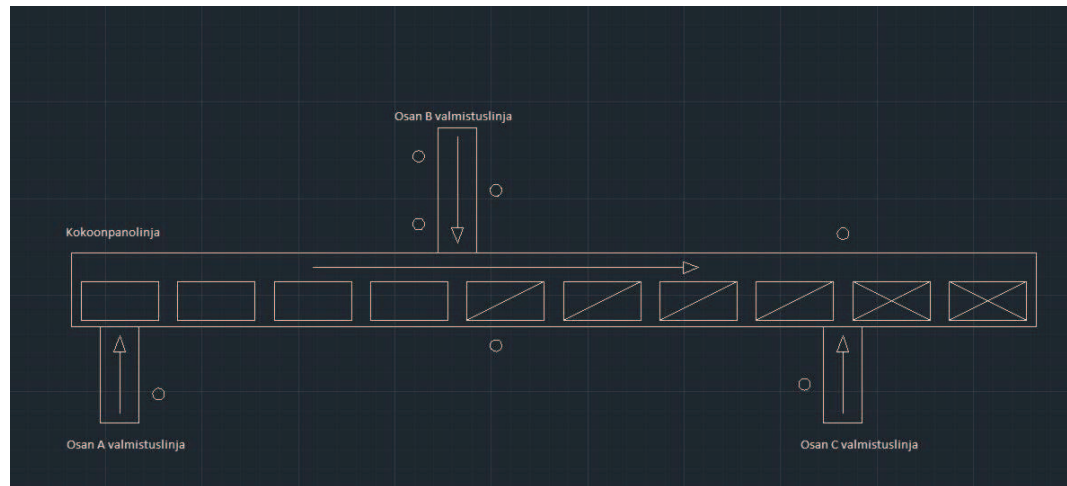 Osan B valmistuslinja
Kokoonpanolinja
Osan A valmistuslinja
Osan C valmistuslinja